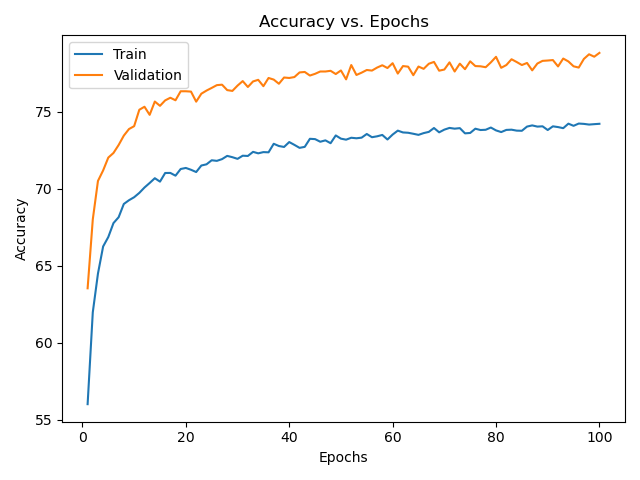 Accuracy vs. Epochs
Train
Validation
75
70
65
60
55
Accuracy
0 20 40 60 80 100
Epochs